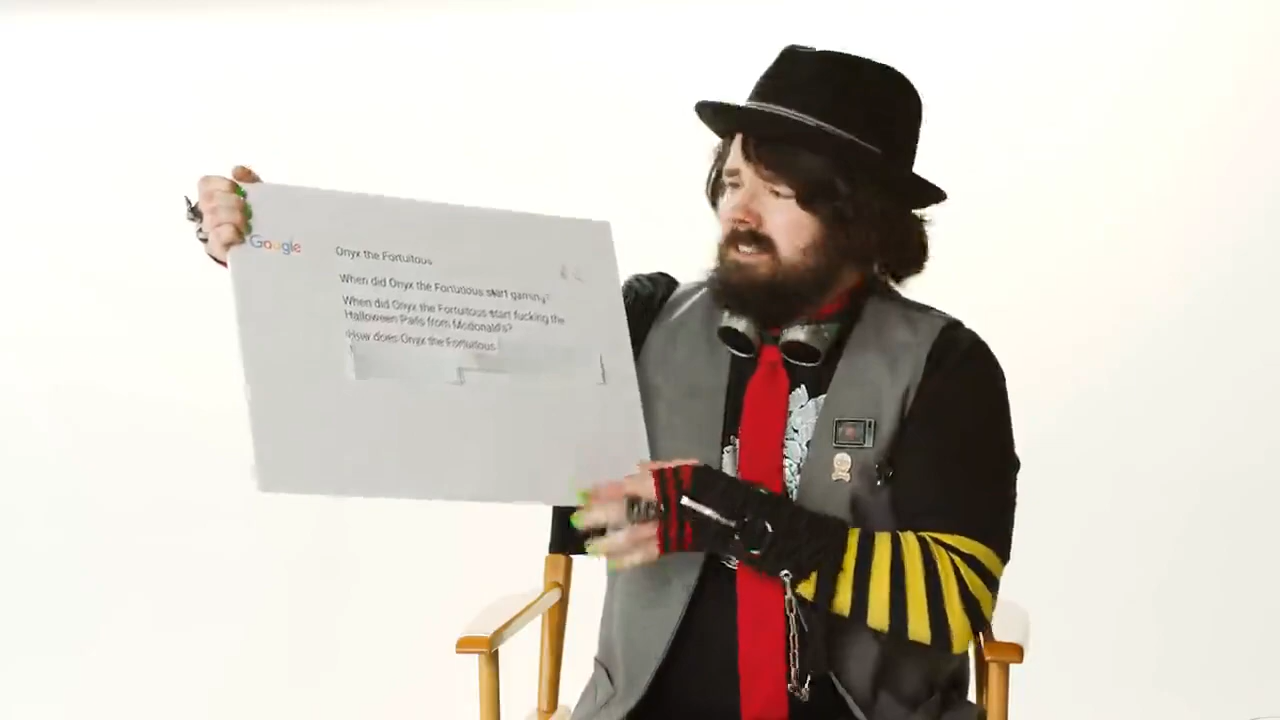 Google
Onyx the Fortuitous
When did Onyx the Fortuitous start gaming?
When did Onyx the Fortuitous start fucking the
Halloween Pails from Mcdonald's?
How does Onyx the Fortuitous